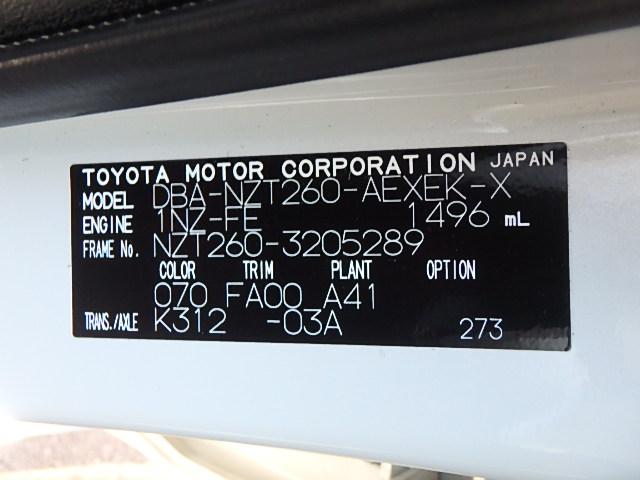 TOYOTA MOTOR CORPORATION JAPAN
MODEL DBA-NZT260-AEXEK-X
ENGINE 1NZ-FE 1496 mL
FRAME No. NZT260-3205289
COLOR TRIM PLANT OPTION
070 FA00 A41
TRANS./AXLE K312 -03A 273